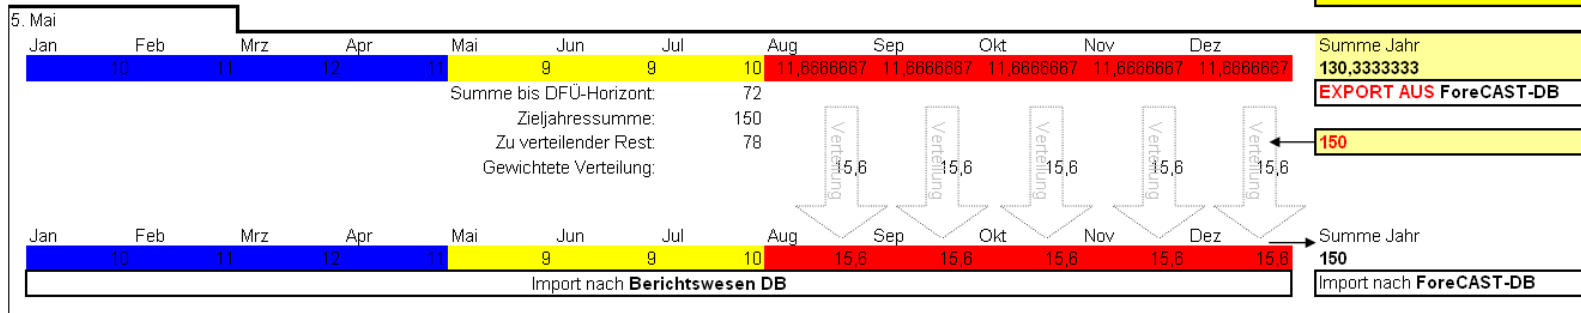 5. Mai
Jan Feb Mrz Apr Mai Jun Jul Aug Sep Okt Nov Dez Summe Jahr
10 11 12 11 9 9 10 11,6666667 11,6666667 11,6666667 11,6666667 11,6666667 130,3333333
EXPORT AUS ForeCAST-DB
Summe bis DFÜ-Horizont: 72
Zieljahressumme: 150
150
Zu verteilender Rest: 78
Gewichtete Verteilung: 15,6 15,6 15,6 15,6 15,6
Verteilung Verteilung Verteilung Verteilung Verteilung
Jan Feb Mrz Apr Mai Jun Jul Aug Sep Okt Nov Dez Summe Jahr
10 11 12 11 9 9 10 15,6 15,6 15,6 15,6 15,6 150
Import nach Berichtswesen DB
Import nach ForeCAST-DB